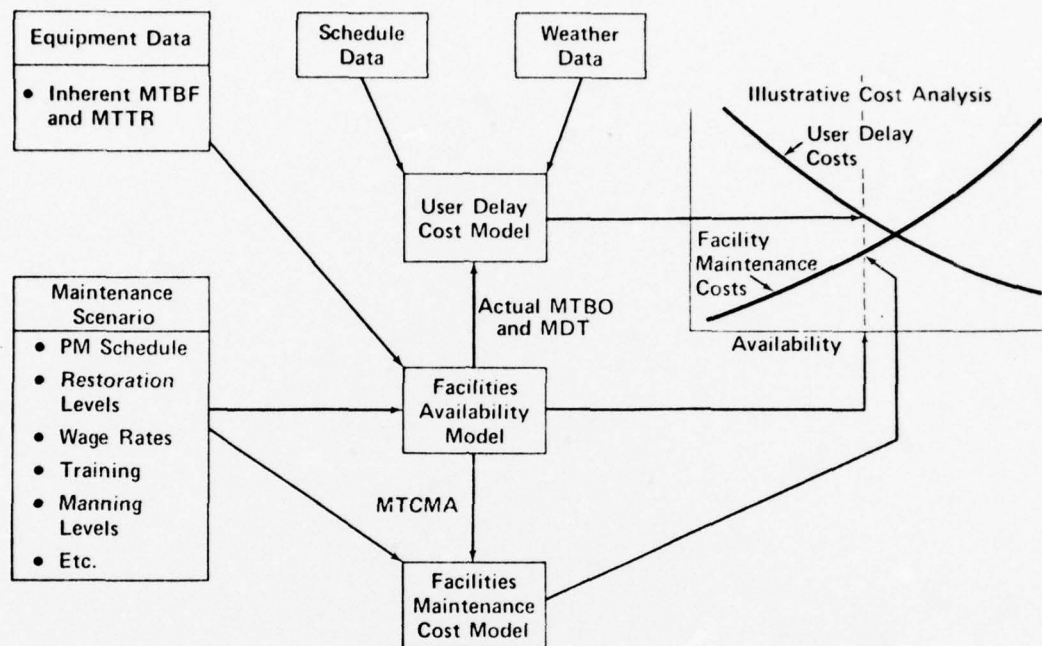 Equipment Data
● Inherent MTBF
and MTTR
Schedule
Data
Weather
Data
Illustrative Cost Analysis
User Delay
Costs
User Delay
Cost Model
Facility
Maintenance
Costs
Maintenance
Scenario
● PM Schedule
● Restoration
Levels
● Wage Rates
● Training
● Manning
Levels
● Etc.
Actual MTBO
and MDT
Availability
Facilities
Availability
Model
MTCMA
Facilities
Maintenance
Cost Model